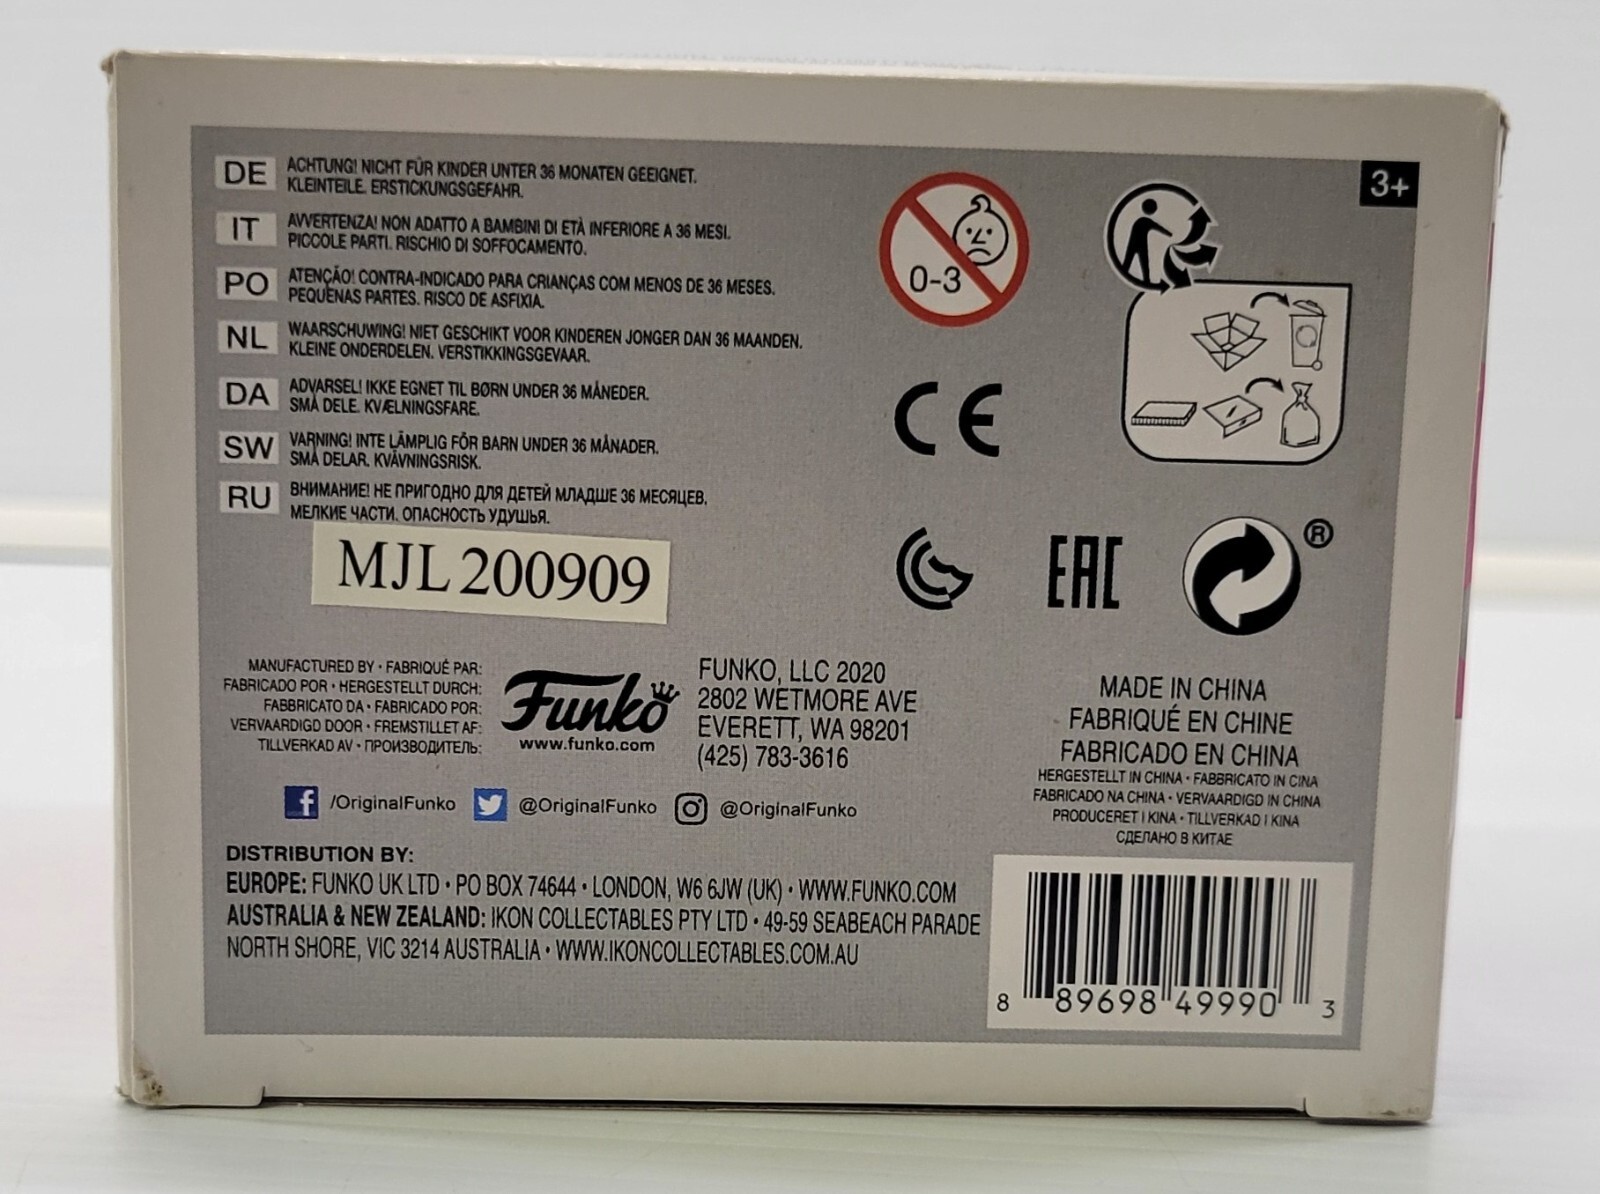 DE ACHTUNG! NICHT FÜR KINDER UNTER 36 MONATEN GEEIGNET.
KLEINTEILE. ERSTICKUNGSGEFAHR.
IT AVVERTENZA! NON ADATTO A BAMBINI DI ETÀ INFERIORE A 36 MESI.
PICCOLE PARTI. RISCHIO DI SOFFOCAMENTO.
PO ATENÇÃO! CONTRA-INDICADO PARA CRIANÇAS COM MENOS DE 36 MESES.
PEQUENAS PARTES. RISCO DE ASFIXIA.
NL WAARSCHUWING! NIET GESCHIKT VOOR KINDEREN JONGER DAN 36 MAANDEN.
KLEINE ONDERDELEN. VERSTIKKINGSGEVAAR.
DA ADVARSEL! IKKE EGNET TIL BØRN UNDER 36 MÅNEDER.
SMÅ DELE. KVÆLNINGSFARE.
SW VARNING! INTE LÄMPLIG FÖR BARN UNDER 36 MÅNADER.
SMÅ DELAR. KVÄVNINGSRISK.
RU ВНИМАНИЕ! НЕ ПРИГОДНО ДЛЯ ДЕТЕЙ МЛАДШЕ 36 МЕСЯЦЕВ.
МЕЛКИЕ ЧАСТИ. ОПАСНОСТЬ УДУШЬЯ.
MJL 200909
0-3
3+
CE
EAC
®
MANUFACTURED BY • FABRIQUÉ PAR:
FABRICADO POR • HERGESTELLT DURCH:
FABBRICATO DA • FABRICADO POR:
VERVAARDIGD DOOR • FREMSTILLET AF:
TILLVERKAD AV • ПРОИЗВОДИТЕЛЬ:
Funko
www.funko.com
FUNKO, LLC 2020
2802 WETMORE AVE
EVERETT, WA 98201
(425) 783-3616
/OriginalFunko @OriginalFunko @OriginalFunko
MADE IN CHINA
FABRIQUÉ EN CHINE
FABRICADO EN CHINA
HERGESTELLT IN CHINA • FABBRICATO IN CINA
FABRICADO NA CHINA • VERVAARDIGD IN CHINA
PRODUCERET I KINA • TILLVERKAD I KINA
СДЕЛАНО В КИТАЕ
DISTRIBUTION BY:
EUROPE: FUNKO UK LTD • PO BOX 74644 • LONDON, W6 6JW (UK) • WWW.FUNKO.COM
AUSTRALIA & NEW ZEALAND: IKON COLLECTABLES PTY LTD • 49-59 SEABEACH PARADE
NORTH SHORE, VIC 3214 AUSTRALIA • WWW.IKONCOLLECTABLES.COM.AU
8 89698 49990 3